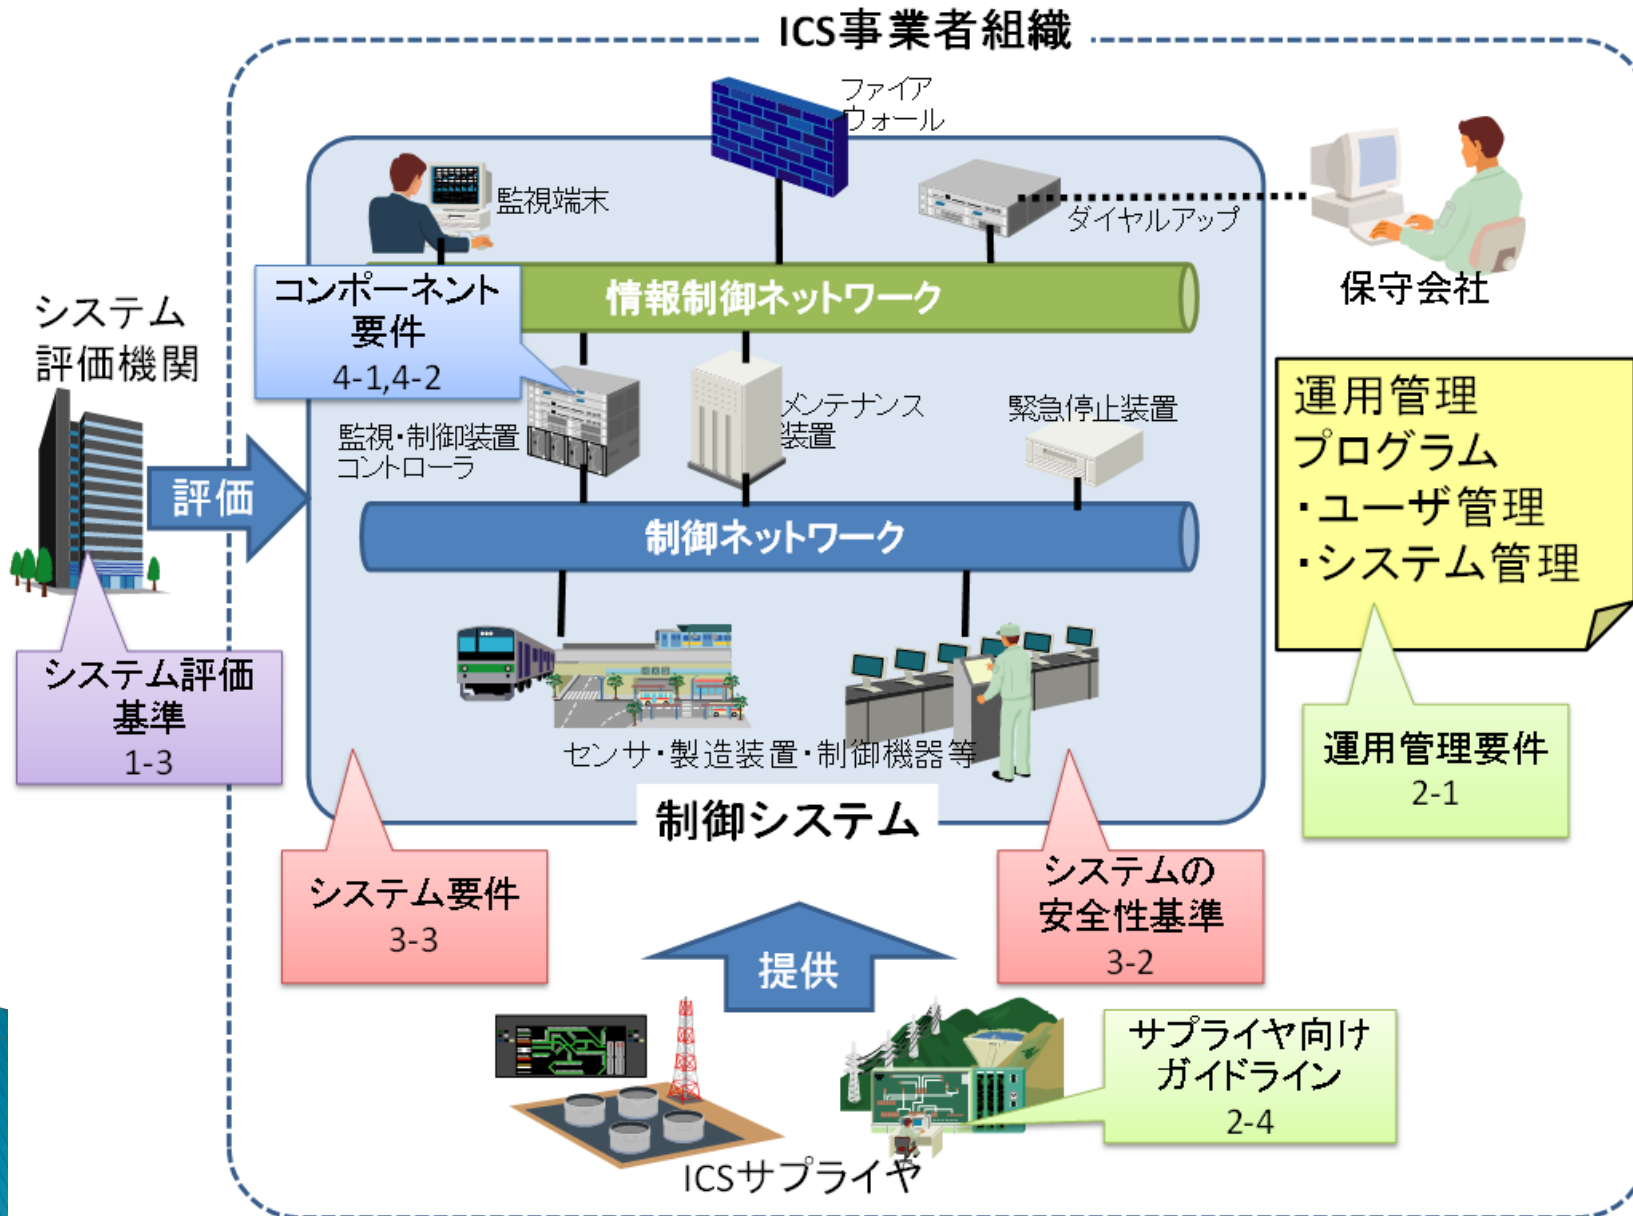 ICS事業者組織
ファイア
ウォール
監視端末
ダイヤルアップ
保守会社
情報制御ネットワーク
コンポーネント
要件
4-1,4-2
システム
評価機関
監視・制御装置
コントローラ
メンテナンス
装置
緊急停止装置
運用管理
プログラム
・ユーザ管理
・システム管理
評価
制御ネットワーク
システム評価
基準
1-3
センサ・製造装置・制御機器等
運用管理要件
2-1
制御システム
システム要件
3-3
システムの
安全性基準
3-2
提供
サプライヤ向け
ガイドライン
2-4
ICSサプライヤ